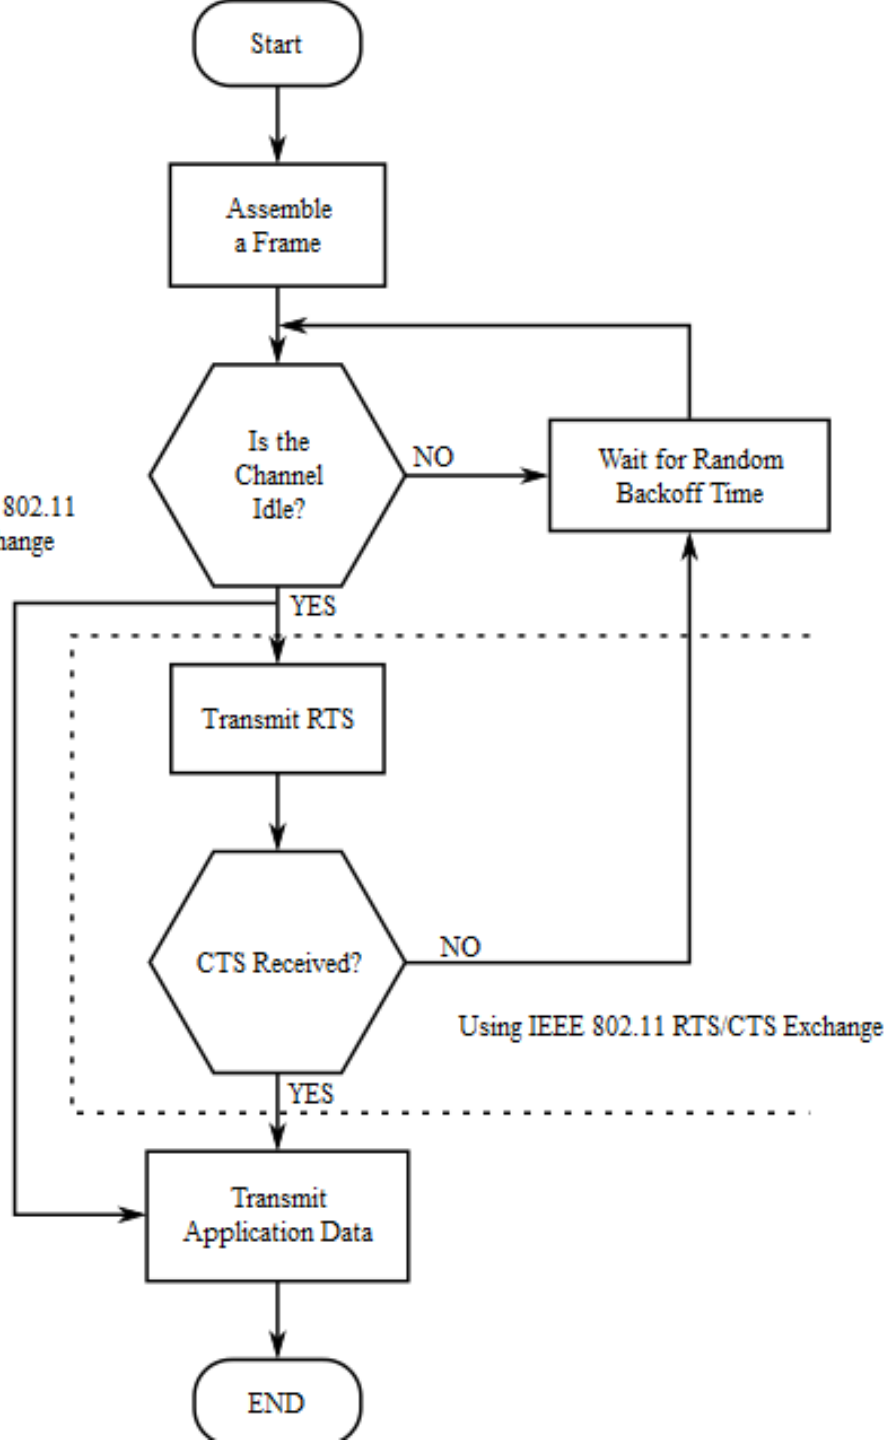 Start
Assemble
a Frame
Is the
Channel
Idle?
NO
Wait for Random
Backoff Time
802.11
YES
Transmit RTS
CTS Received?
NO
Using IEEE 802.11 RTS/CTS Exchange
YES
Transmit
Application Data
END